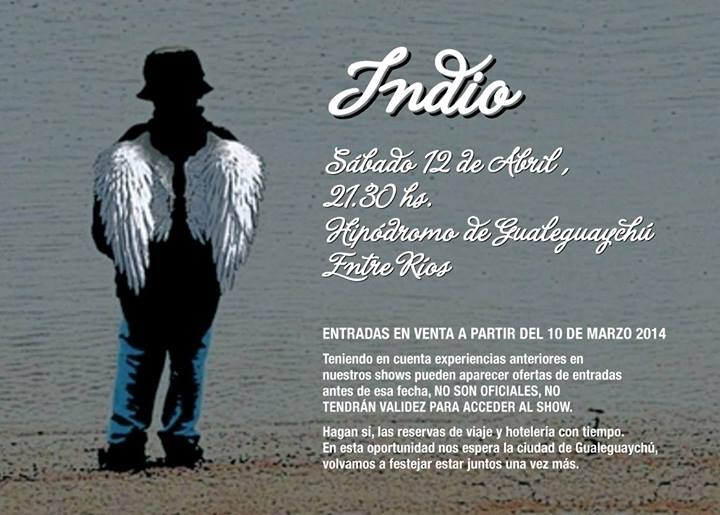 Indio
Sábado 12 de Abril,
21.30 hs.
Hipódromo de Gualeguaychú
Entre Ríos
ENTRADAS EN VENTA A PARTIR DEL 10 DE MARZO 2014
Teniendo en cuenta experiencias anteriores en
nuestros shows pueden aparecer ofertas de entradas
antes de esa fecha, NO SON OFICIALES, NO
TENDRÁN VALIDEZ PARA ACCEDER AL SHOW.
Hagan sí, las reservas de viaje y hotelería con tiempo.
En esta oportunidad nos espera la ciudad de Gualeguaychú,
volvamos a festejar estar juntos una vez más.